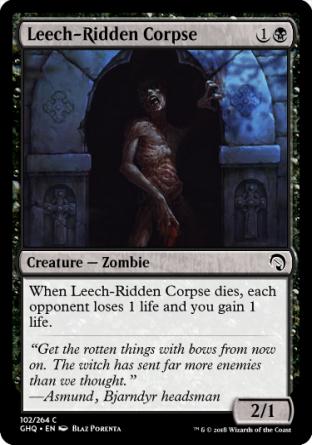 Leech-Ridden Corpse 1
Creature — Zombie
When Leech-Ridden Corpse dies, each
opponent loses 1 life and you gain 1
life.
“Get the rotten things with bows from now
on. The witch has sent far more enemies
than we thought.”
—Asmund, Bjarndyr headsman
2/1
102/264 C
GHQ • EN Blaz Porenta
™ & © 2018 Wizards of the Coast